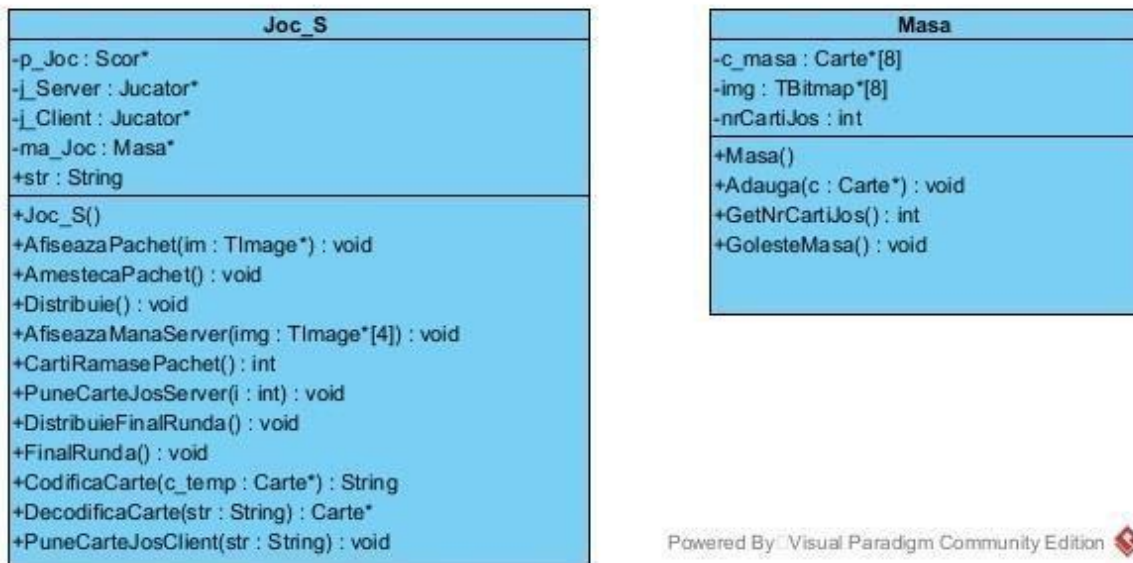 Joc_S
-p_Joc : Scor*
-j_Server : Jucator*
-j_Client : Jucator*
-ma_Joc : Masa*
+str : String
+Joc_S()
+AfiseazaPachet(im : TImage*) : void
+AmestecaPachet() : void
+Distribuie() : void
+AfiseazaManaServer(img : TImage*[4]) : void
+CartiRamasePachet() : int
+PuneCarteJosServer(i : int) : void
+DistribuieFinalRunda() : void
+FinalRunda() : void
+CodificaCarte(c_temp : Carte*) : String
+DecodificaCarte(str : String) : Carte*
+PuneCarteJosClient(str : String) : void
Masa
-c_masa : Carte*[8]
-img : TBitmap*[8]
-nrCartiJos : int
+Masa()
+Adauga(c : Carte*) : void
+GetNrCartiJos() : int
+GolesteMasa() : void
Powered By Visual Paradigm Community Edition